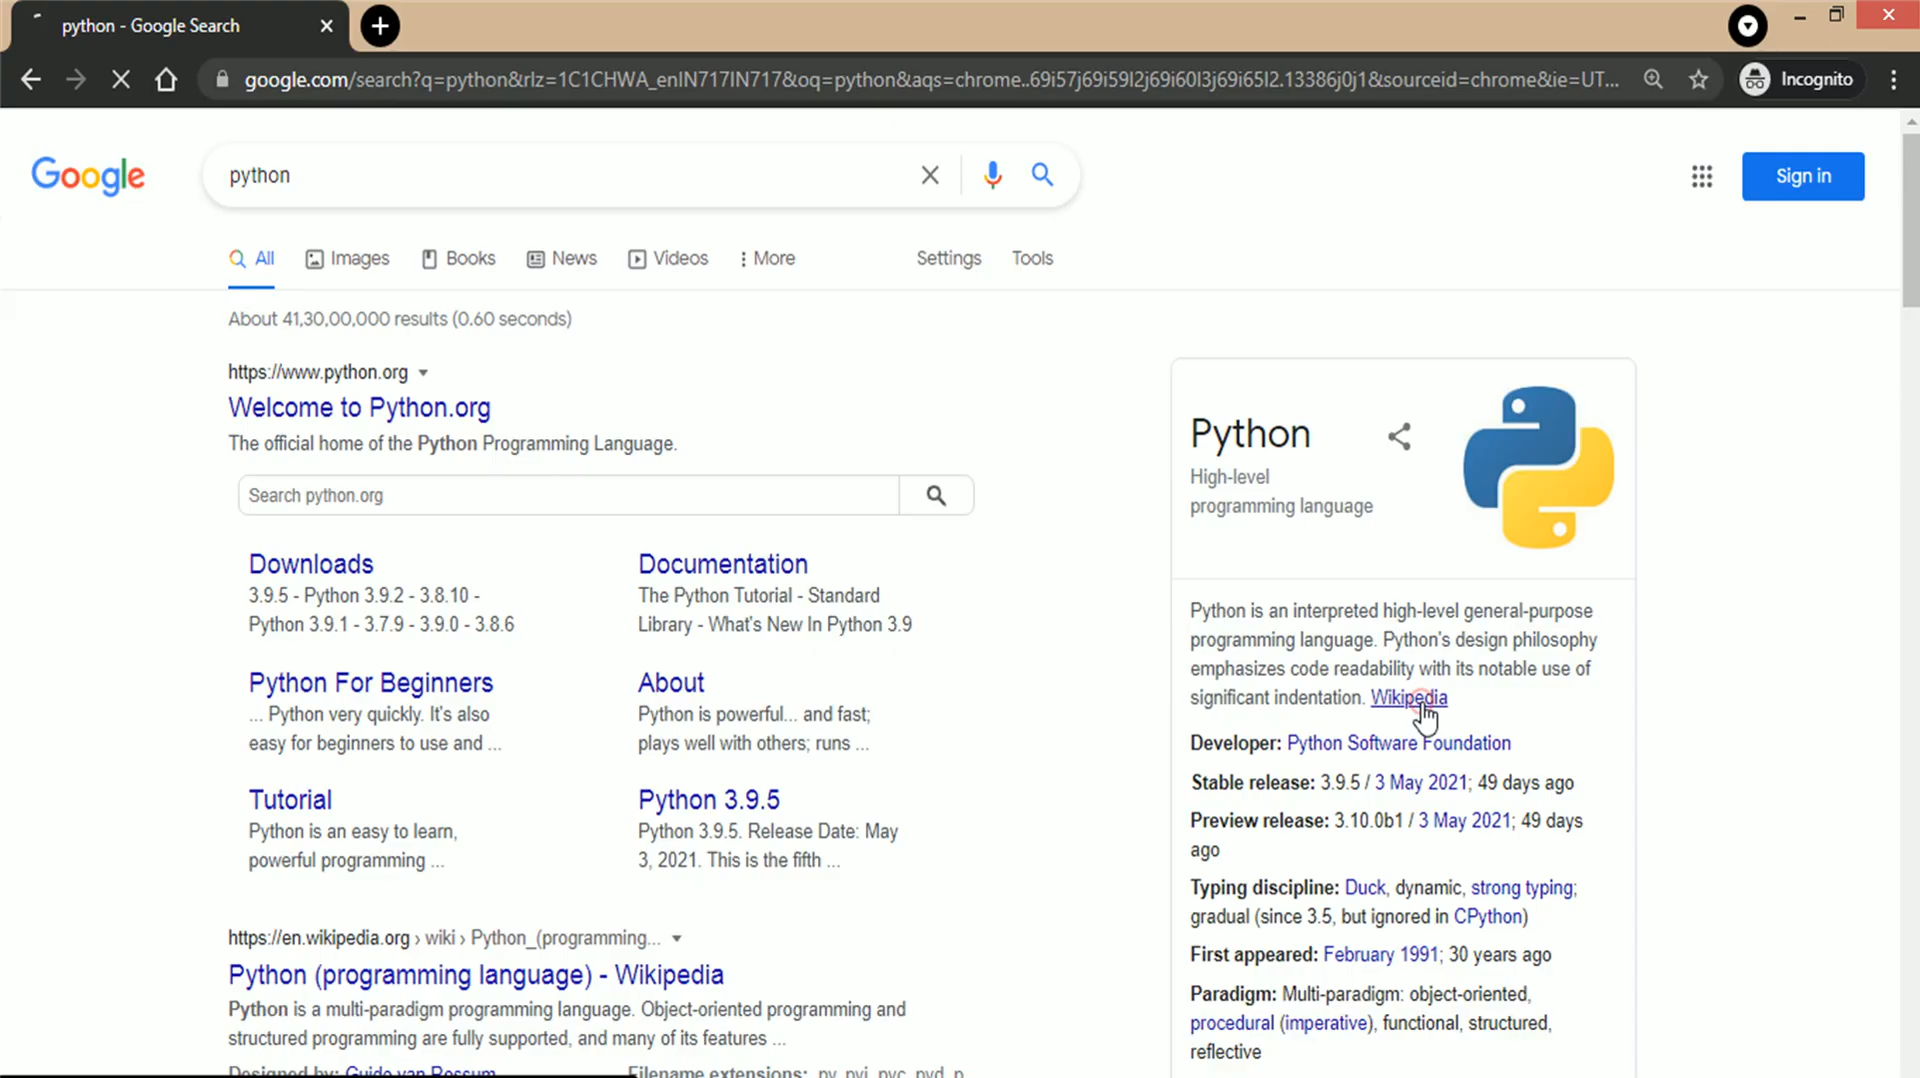 python - Google Search
google.com/search?q=python&rlz=1C1CHWA_enIN717IN717&oq=python&aqs=chrome..69i57j69i59l2j69i60l3j69i65l2.13386j0j1&sourceid=chrome&ie=UT...
Incognito
Google
python
Sign in
All
Images
Books
News
Videos
More
Settings
Tools
About 41,30,00,000 results (0.60 seconds)
https://www.python.org
Welcome to Python.org
The official home of the Python Programming Language.
Search python.org
Downloads
3.9.5 - Python 3.9.2 - 3.8.10 -
Python 3.9.1 - 3.7.9 - 3.9.0 - 3.8.6
Documentation
The Python Tutorial - Standard
Library - What's New In Python 3.9
Python For Beginners
... Python very quickly. It's also
easy for beginners to use and ...
About
Python is powerful... and fast;
plays well with others; runs ...
Tutorial
Python is an easy to learn,
powerful programming ...
Python 3.9.5
Python 3.9.5. Release Date: May
3, 2021. This is the fifth ...
https://en.wikipedia.org › wiki › Python_(programming...
Python (programming language) - Wikipedia
Python is a multi-paradigm programming language. Object-oriented programming and
structured programming are fully supported, and many of its features ...
Designed by: Guido van Rossum
Filename extensions: .py, .pyi, .pyc, .pyd, .p
Python
High-level
programming language
Python is an interpreted high-level general-purpose
programming language. Python's design philosophy
emphasizes code readability with its notable use of
significant indentation. Wikipedia
Developer: Python Software Foundation
Stable release: 3.9.5 / 3 May 2021; 49 days ago
Preview release: 3.10.0b1 / 3 May 2021; 49 days
ago
Typing discipline: Duck, dynamic, strong typing;
gradual (since 3.5, but ignored in CPython)
First appeared: February 1991; 30 years ago
Paradigm: Multi-paradigm: object-oriented,
procedural (imperative), functional, structured,
reflective